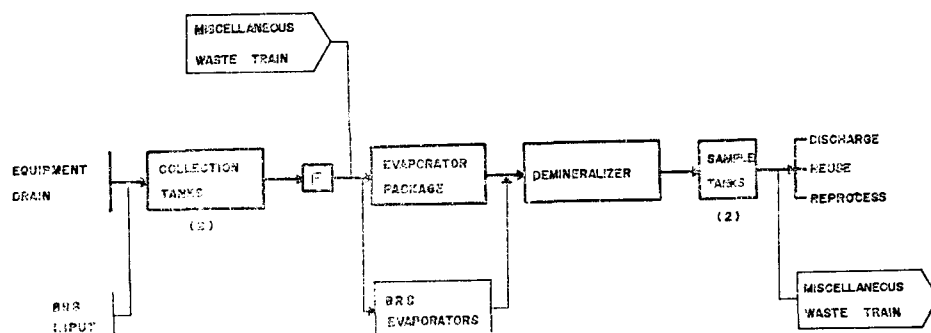 MISCELLANEOUS
WASTE TRAIN
EQUIPMENT
DRAIN
COLLECTION
TANKS
F
EVAPORATOR
PACKAGE
DEMINERALIZER
SAMPLE
TANKS
(2)
DISCHARGE
REUSE
REPROCESS
BRS
EVAPORATORS
MISCELLANEOUS
WASTE TRAIN